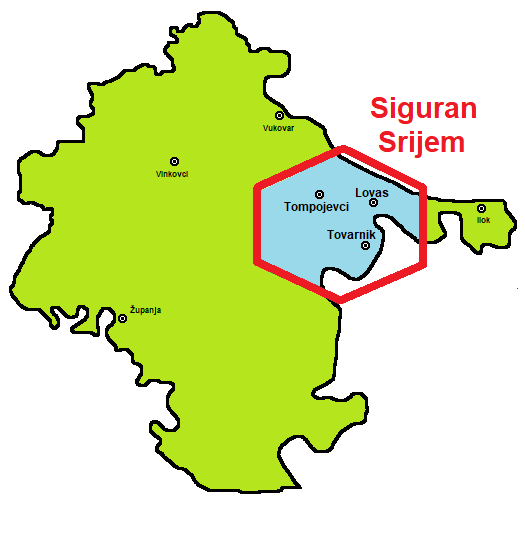 Siguran
Srijem
Vukovar
Vinkovci
Lovas
Tompojevci
Ilok
Tovarnik
Županja